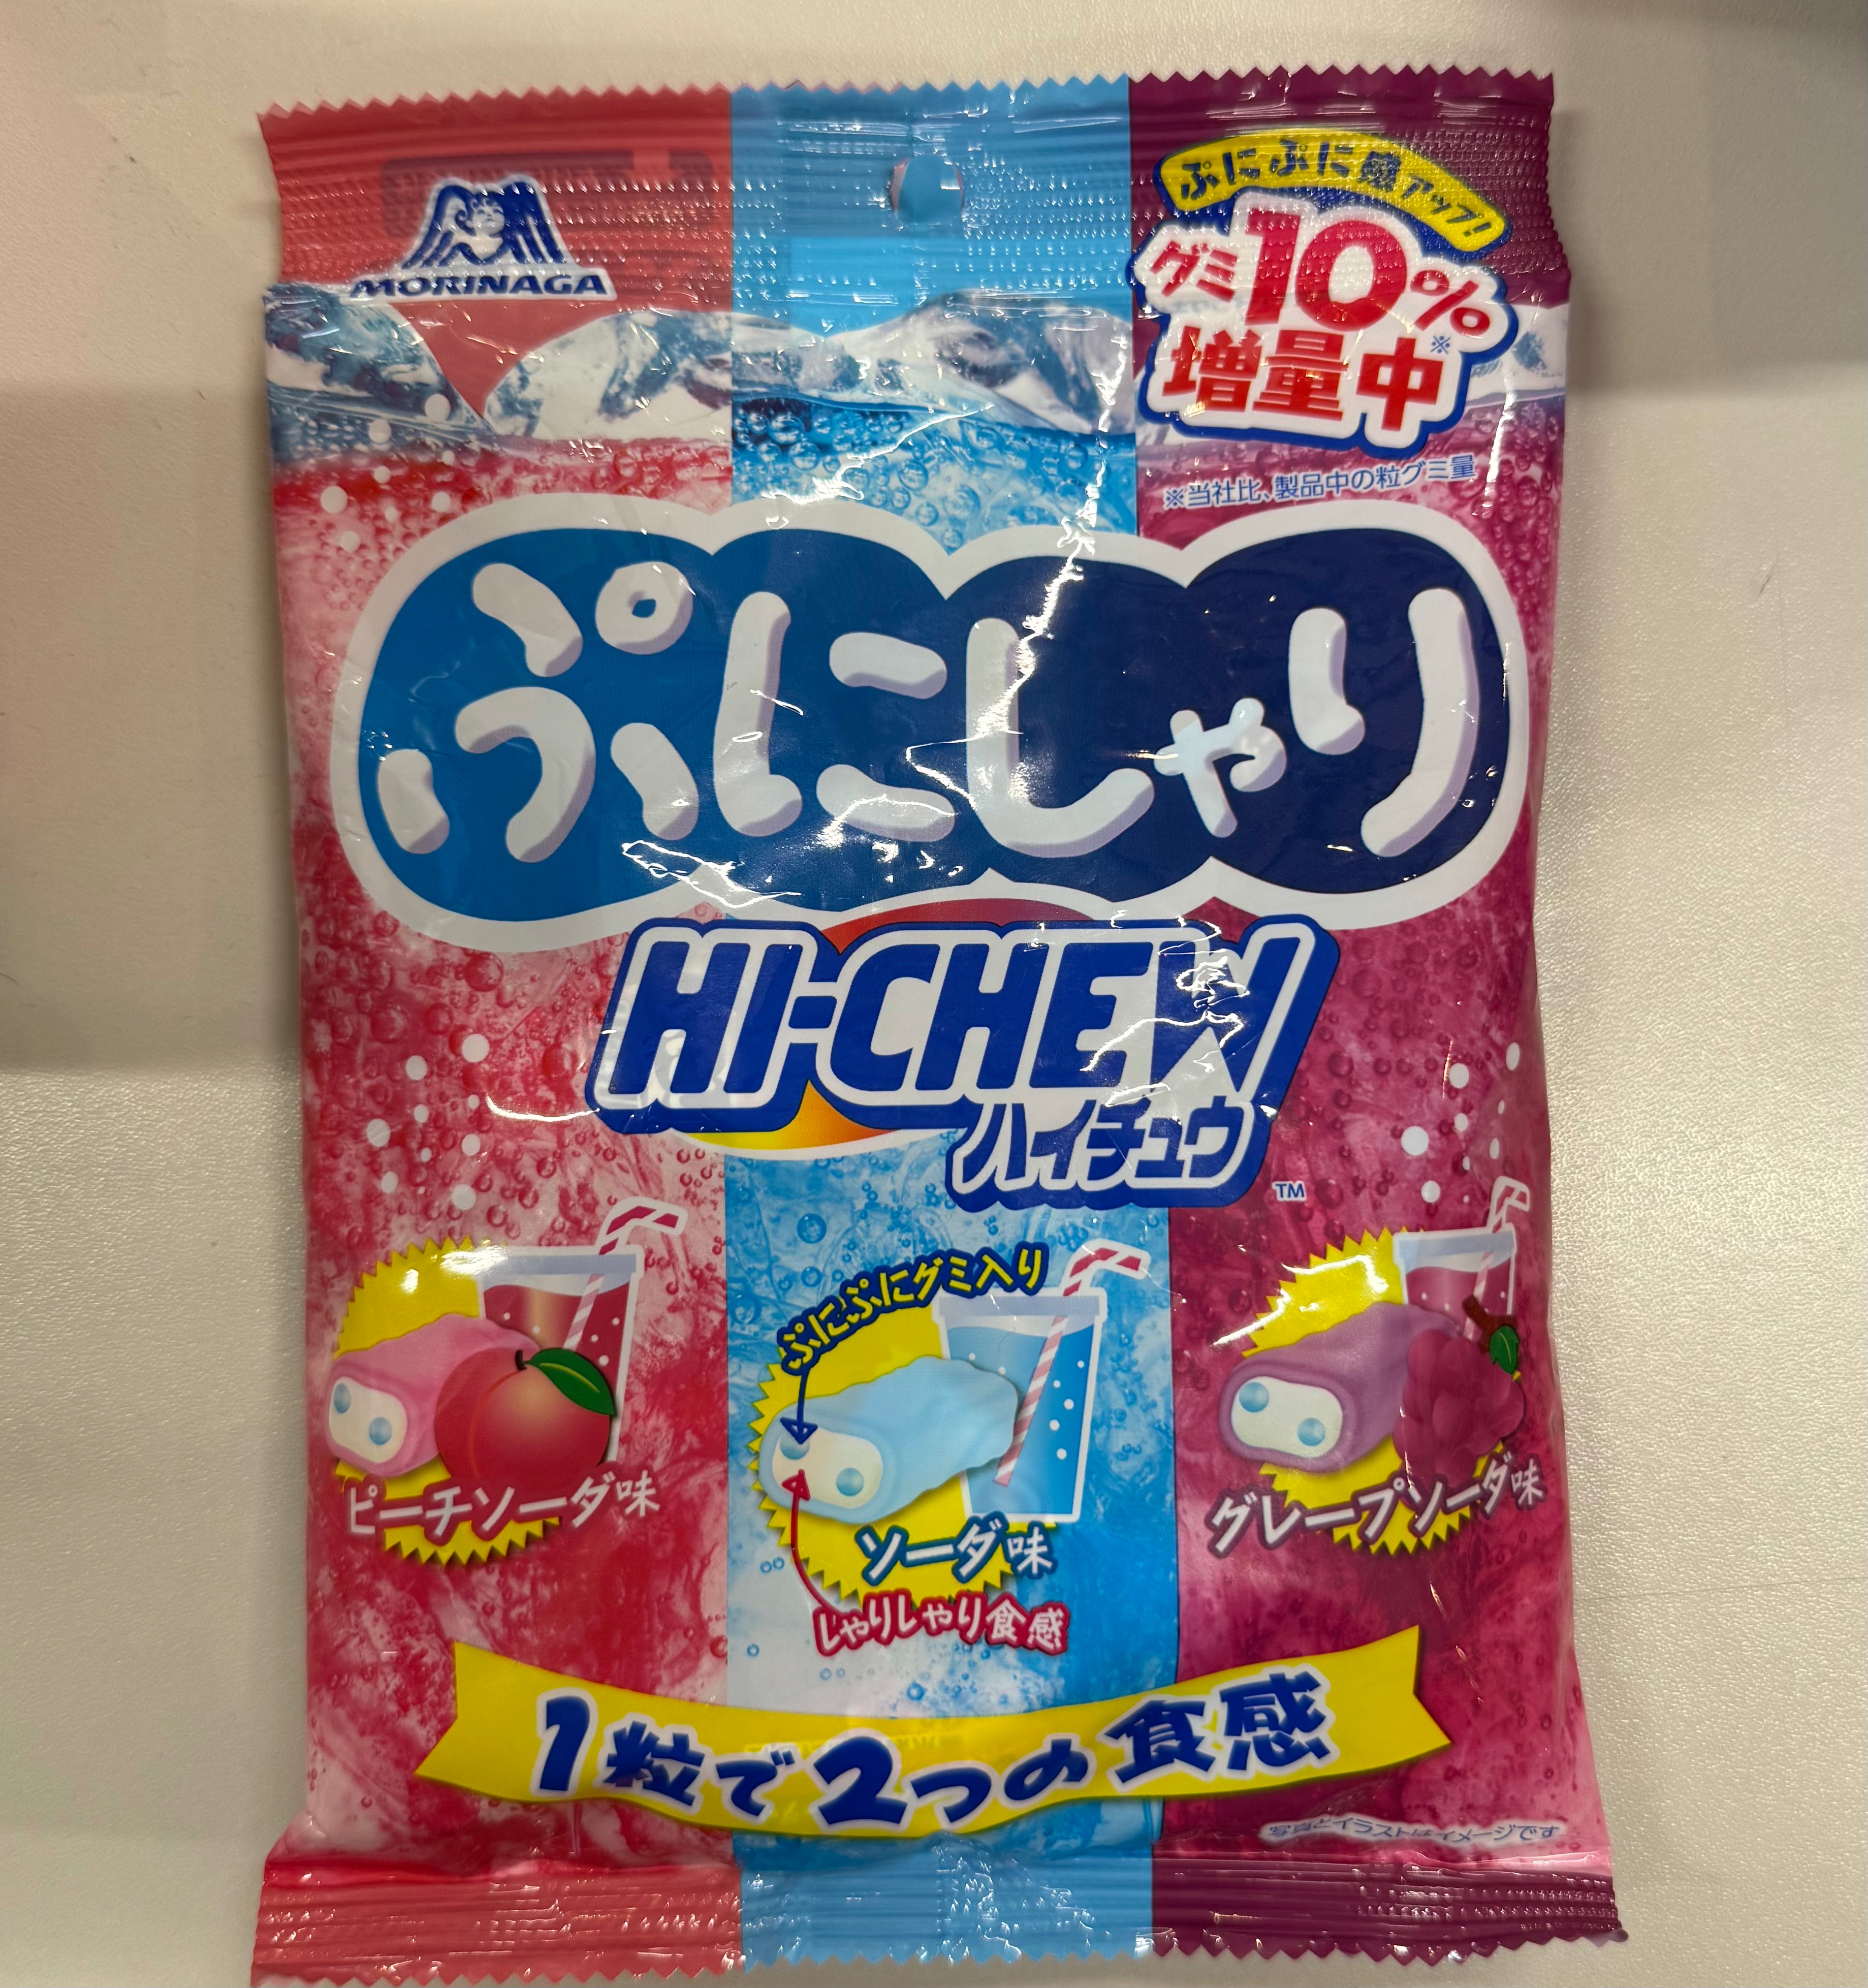 MORINAGA
ぷにぷに感アップ!
グミ10%
増量中※
※当社比、製品中の粒グミ量
ぷにしゃり
HI-CHEW
ハイチュウ
TM
ぷにぷにグミ入り
ピーチソーダ味
ソーダ味
グレープソーダ味
しゃりしゃり食感
1粒で2つの食感
写真とイラストはイメージです